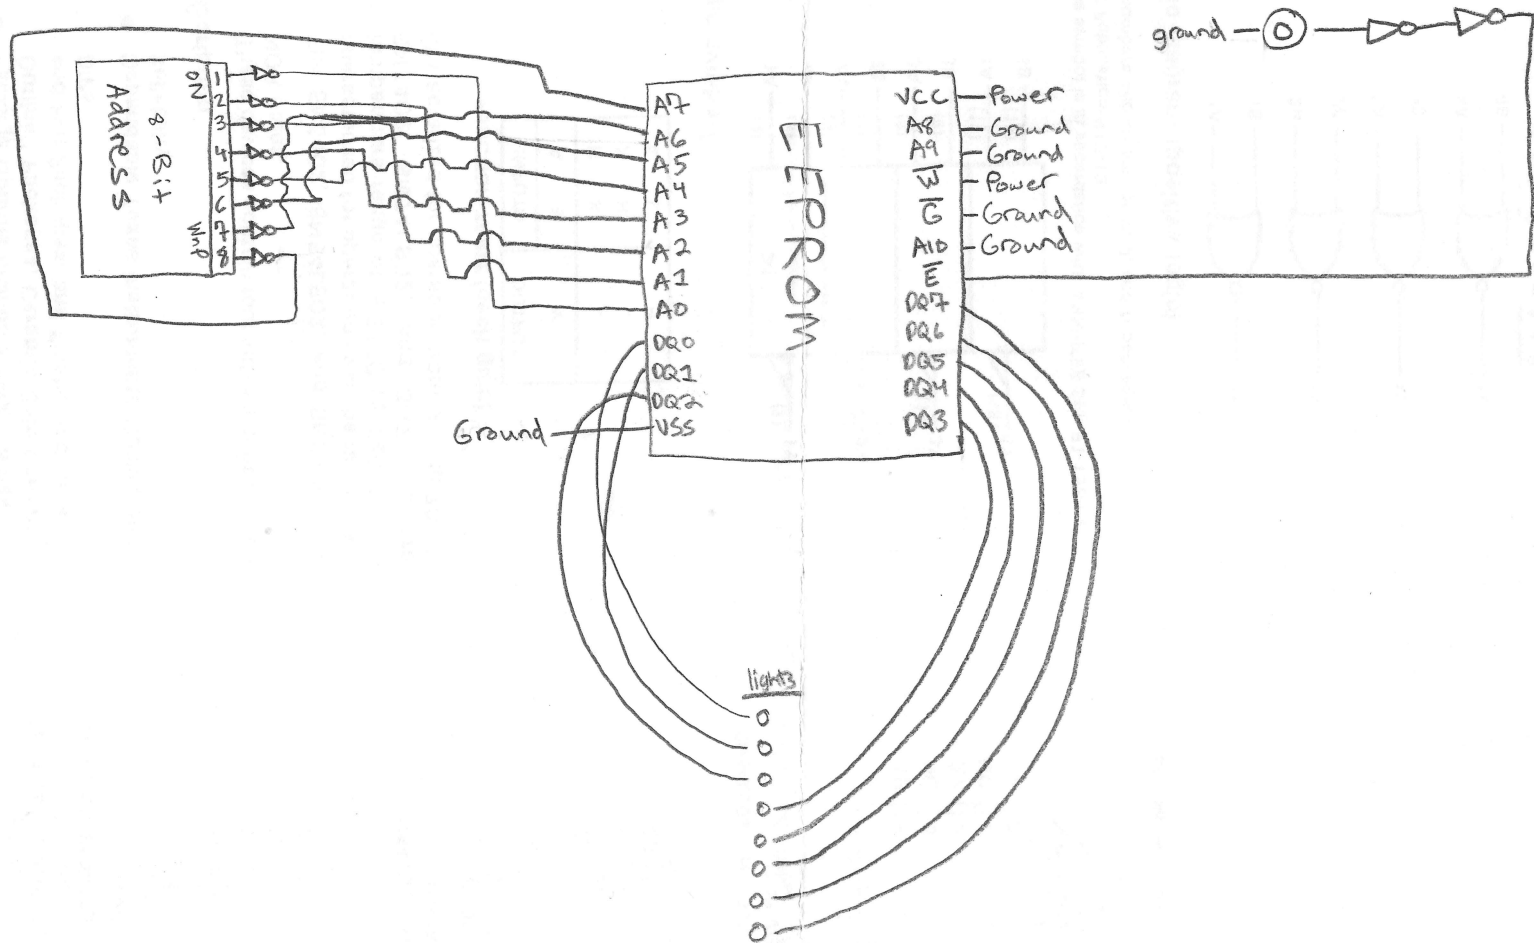 ground
ON
1
2
3
4
5
6
7
8
8-Bit
Address
EEPROM
A7
A6
A5
A4
A3
A2
A1
A0
DQ0
DQ1
DQ2
VSS
Ground
VCC
Power
A8
Ground
A9
Ground
W̅
Power
G̅
Ground
A10
Ground
E̅
DQ7
DQ6
DQ5
DQ4
DQ3
lights